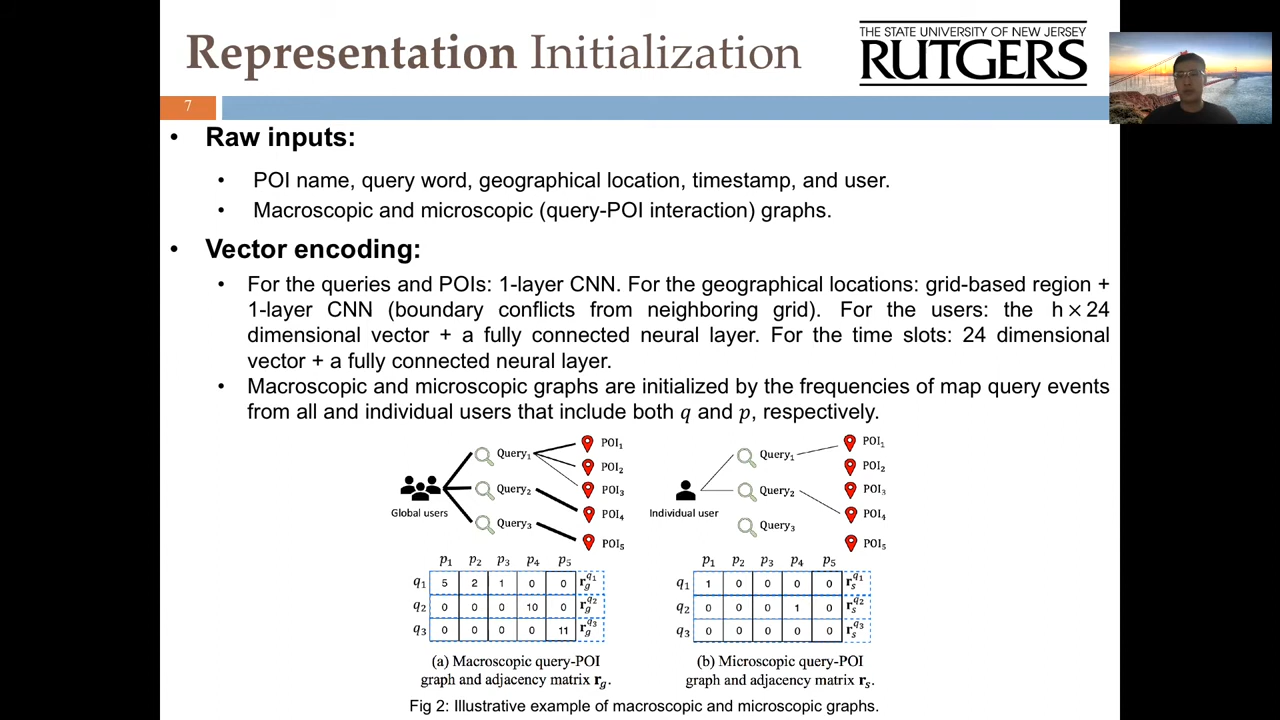 Representation Initialization
THE STATE UNIVERSITY OF NEW JERSEY
RUTGERS
7
• Raw inputs:
• POI name, query word, geographical location, timestamp, and user.
• Macroscopic and microscopic (query-POI interaction) graphs.
• Vector encoding:
• For the queries and POIs: 1-layer CNN. For the geographical locations: grid-based region +
1-layer CNN (boundary conflicts from neighboring grid). For the users: the h × 24
dimensional vector + a fully connected neural layer. For the time slots: 24 dimensional
vector + a fully connected neural layer.
• Macroscopic and microscopic graphs are initialized by the frequencies of map query events
from all and individual users that include both q and p, respectively.
Global users
Query₁
Query₂
Query₃
POI₁
POI₂
POI₃
POI₄
POI₅
p₁ p₂ p₃ p₄ p₅
q₁ 5 2 1 0 0 r_g^{q₁}
q₂ 0 0 0 10 0 r_g^{q₂}
q₃ 0 0 0 0 11 r_g^{q₃}
(a) Macroscopic query-POI
graph and adjacency matrix r_g.
Individual user
Query₁
Query₂
Query₃
POI₁
POI₂
POI₃
POI₄
POI₅
p₁ p₂ p₃ p₄ p₅
q₁ 1 0 0 0 0 r_s^{q₁}
q₂ 0 0 0 1 0 r_s^{q₂}
q₃ 0 0 0 0 0 r_s^{q₃}
(b) Microscopic query-POI
graph and adjacency matrix r_s.
Fig 2: Illustrative example of macroscopic and microscopic graphs.